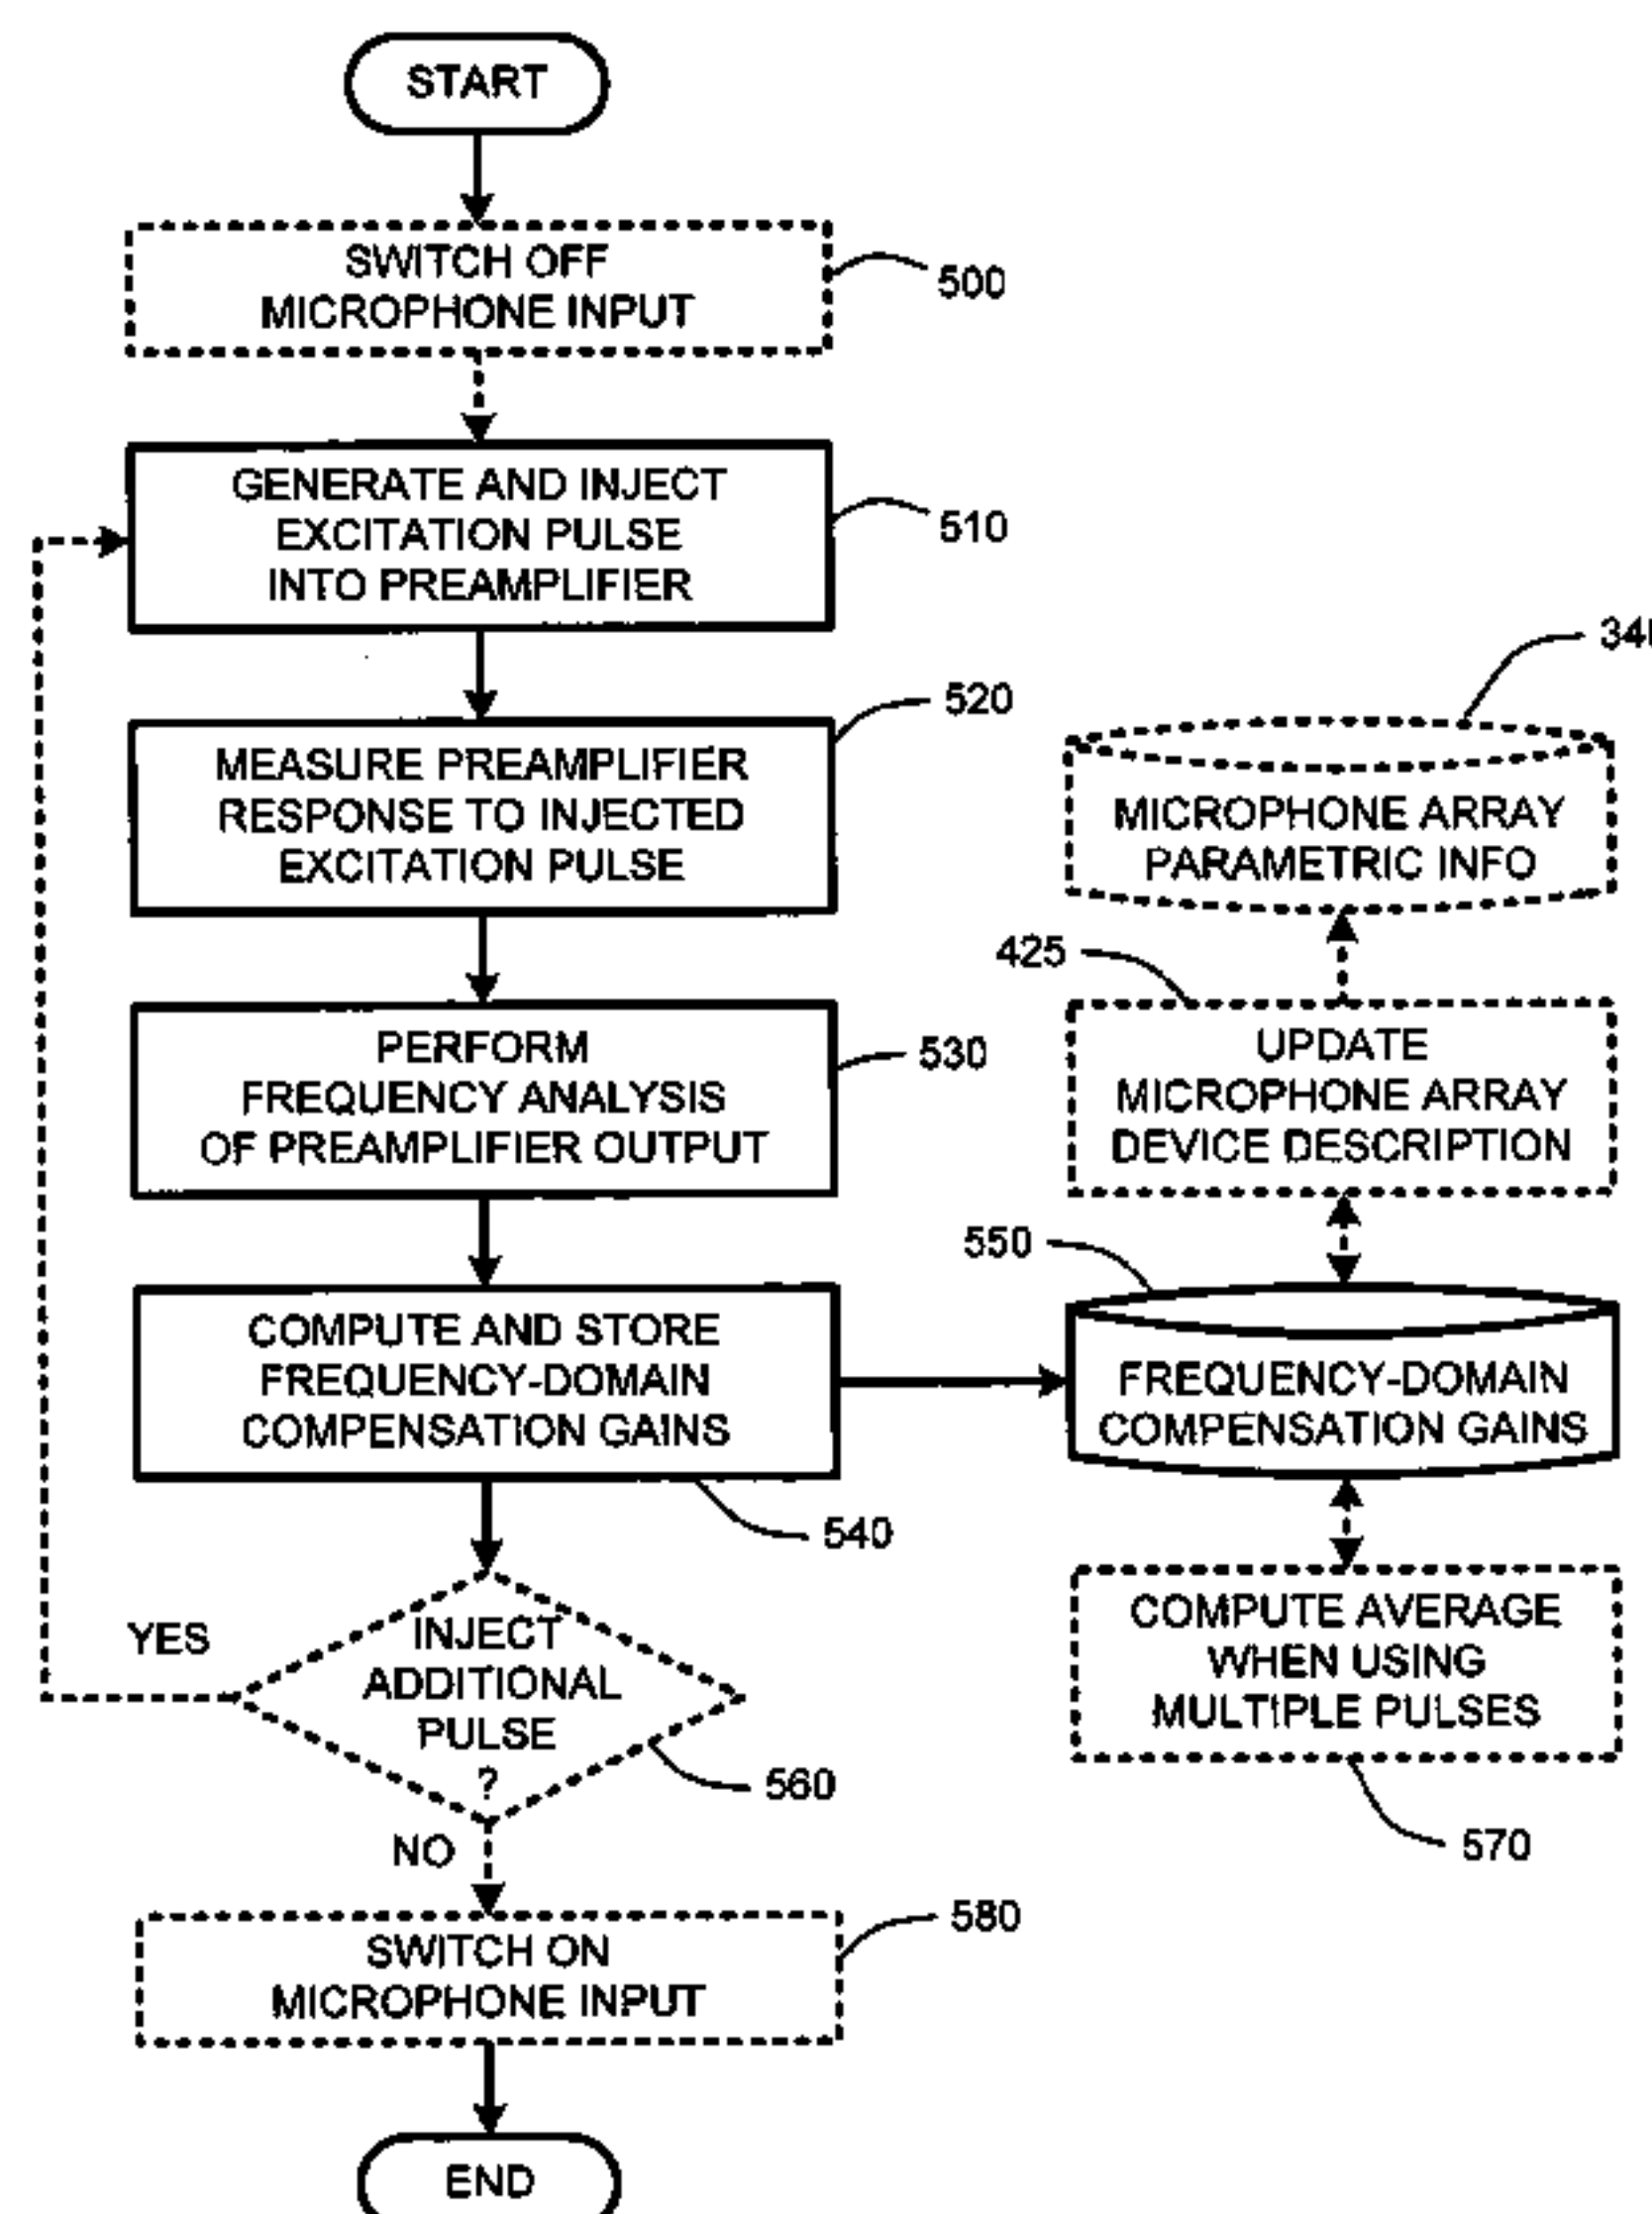 START
SWITCH OFF
MICROPHONE INPUT
500
GENERATE AND INJECT
EXCITATION PULSE
INTO PREAMPLIFIER
510
MEASURE PREAMPLIFIER
RESPONSE TO INJECTED
EXCITATION PULSE
520
PERFORM
FREQUENCY ANALYSIS
OF PREAMPLIFIER OUTPUT
530
COMPUTE AND STORE
FREQUENCY-DOMAIN
COMPENSATION GAINS
540
INJECT
ADDITIONAL
PULSE
?
560
YES
NO
SWITCH ON
MICROPHONE INPUT
580
END
MICROPHONE ARRAY
PARAMETRIC INFO
425
UPDATE
MICROPHONE ARRAY
DEVICE DESCRIPTION
550
FREQUENCY-DOMAIN
COMPENSATION GAINS
COMPUTE AVERAGE
WHEN USING
MULTIPLE PULSES
570